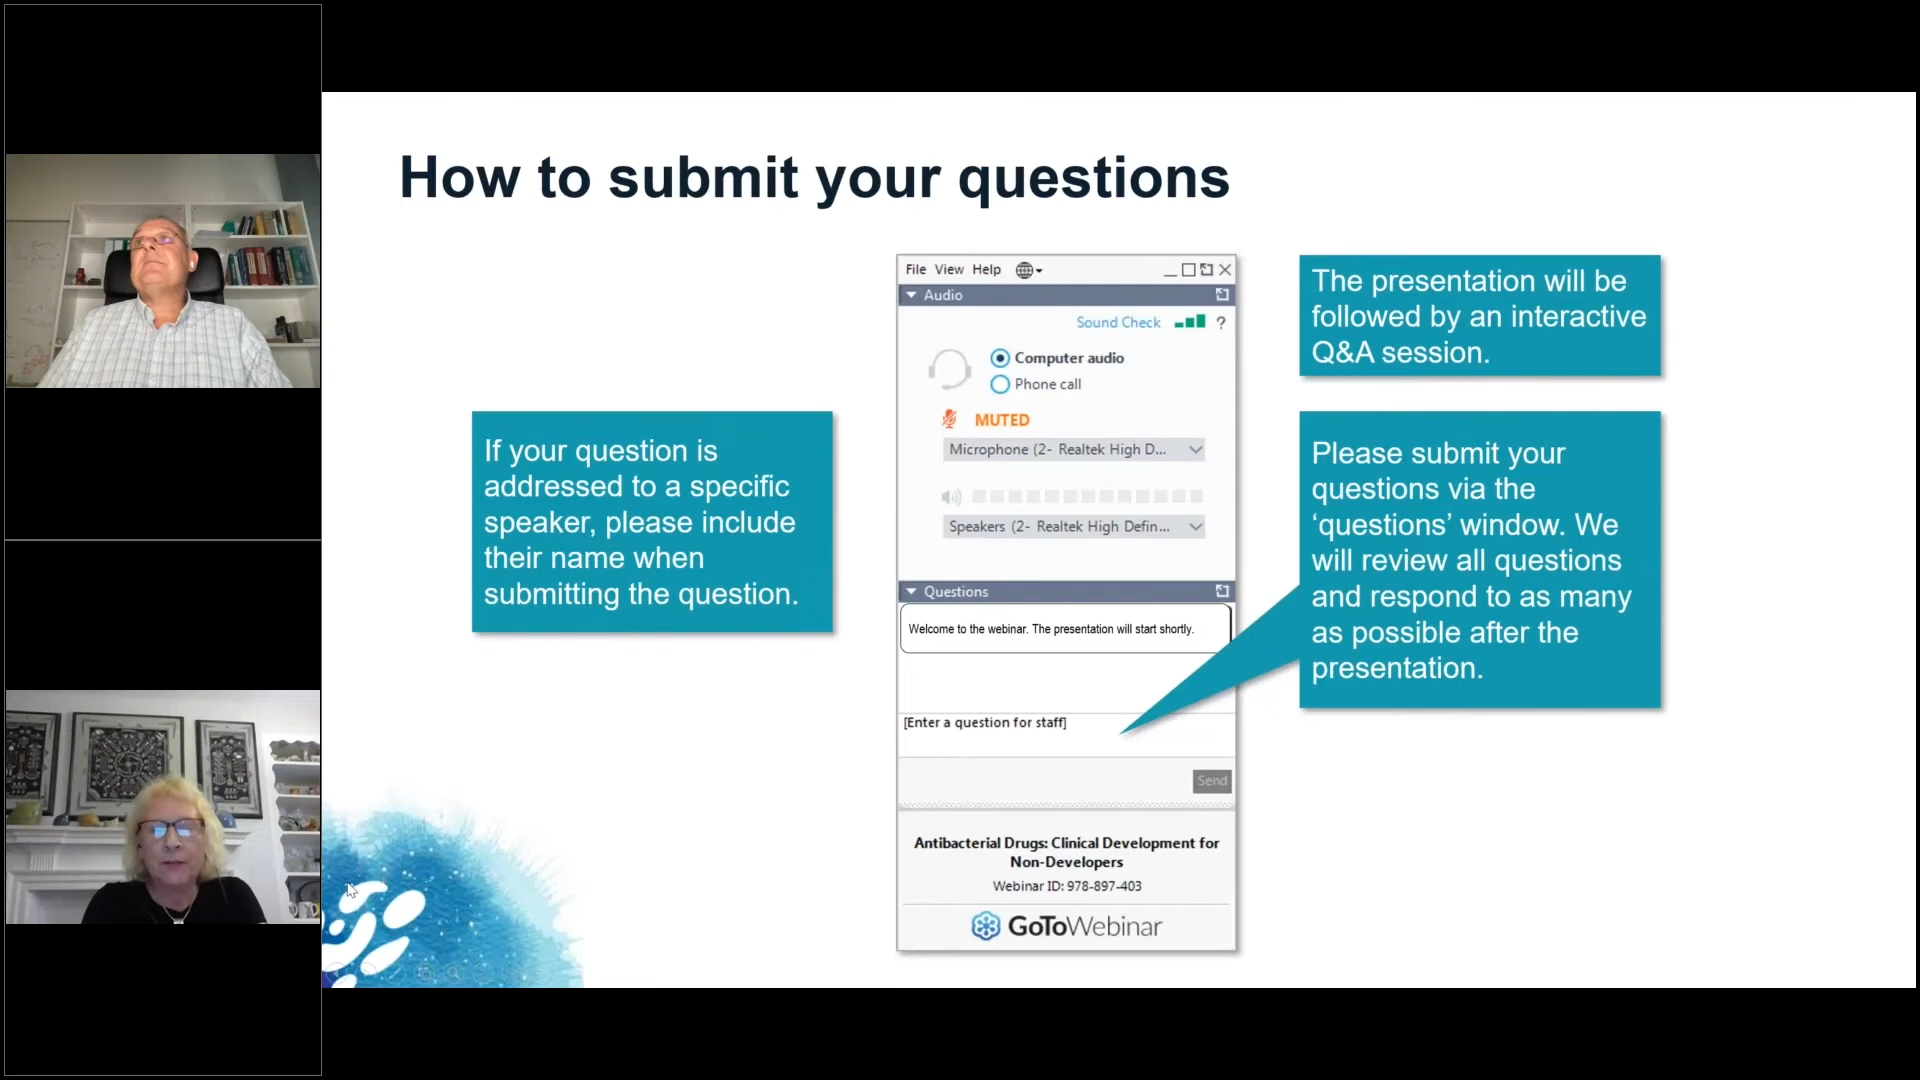 How to submit your questions
If your question is
addressed to a specific
speaker, please include
their name when
submitting the question.
File View Help
Audio
Sound Check ?
Computer audio
Phone call
MUTED
Microphone (2- Realtek High D...
Speakers (2- Realtek High Defin...
Questions
Welcome to the webinar. The presentation will start shortly.
[Enter a question for staff]
Send
Antibacterial Drugs: Clinical Development for
Non-Developers
Webinar ID: 978-897-403
GoToWebinar
The presentation will be
followed by an interactive
Q&A session.
Please submit your
questions via the
‘questions’ window. We
will review all questions
and respond to as many
as possible after the
presentation.